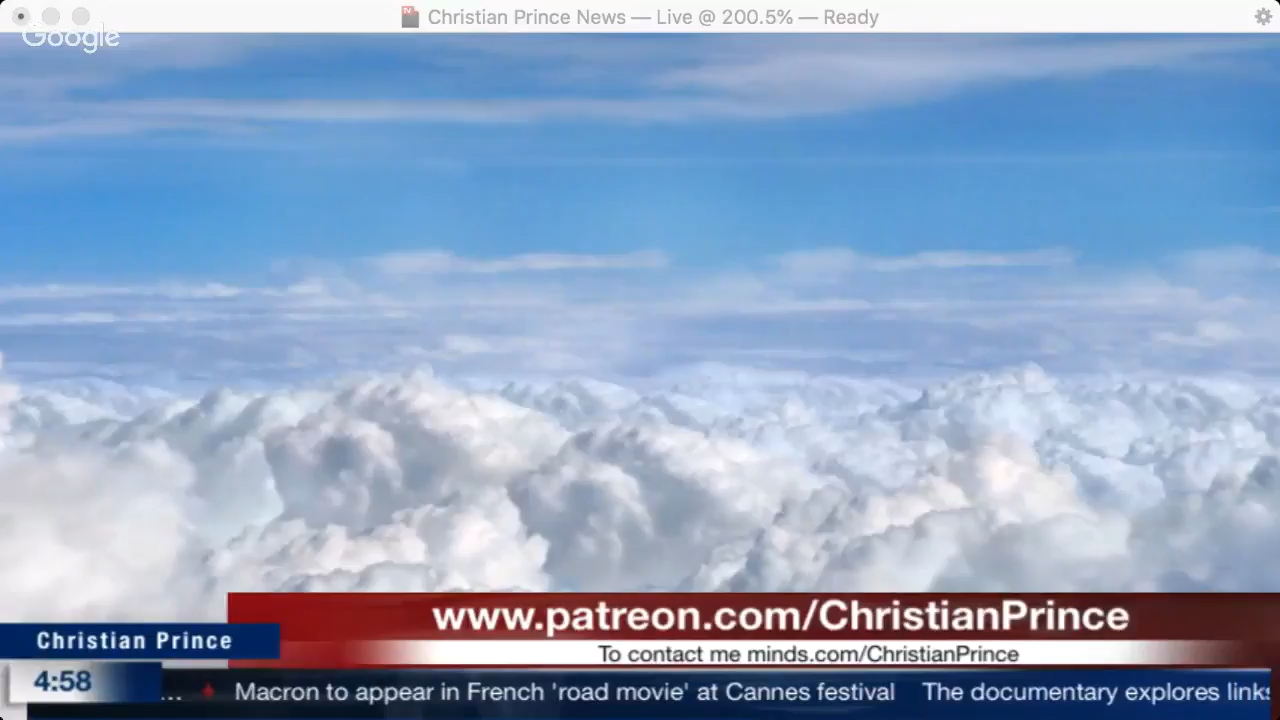 Christian Prince News — Live @ 200.5% — Ready
Google
www.patreon.com/ChristianPrince
Christian Prince
To contact me minds.com/ChristianPrince
4:58
... Macron to appear in French 'road movie' at Cannes festival The documentary explores links